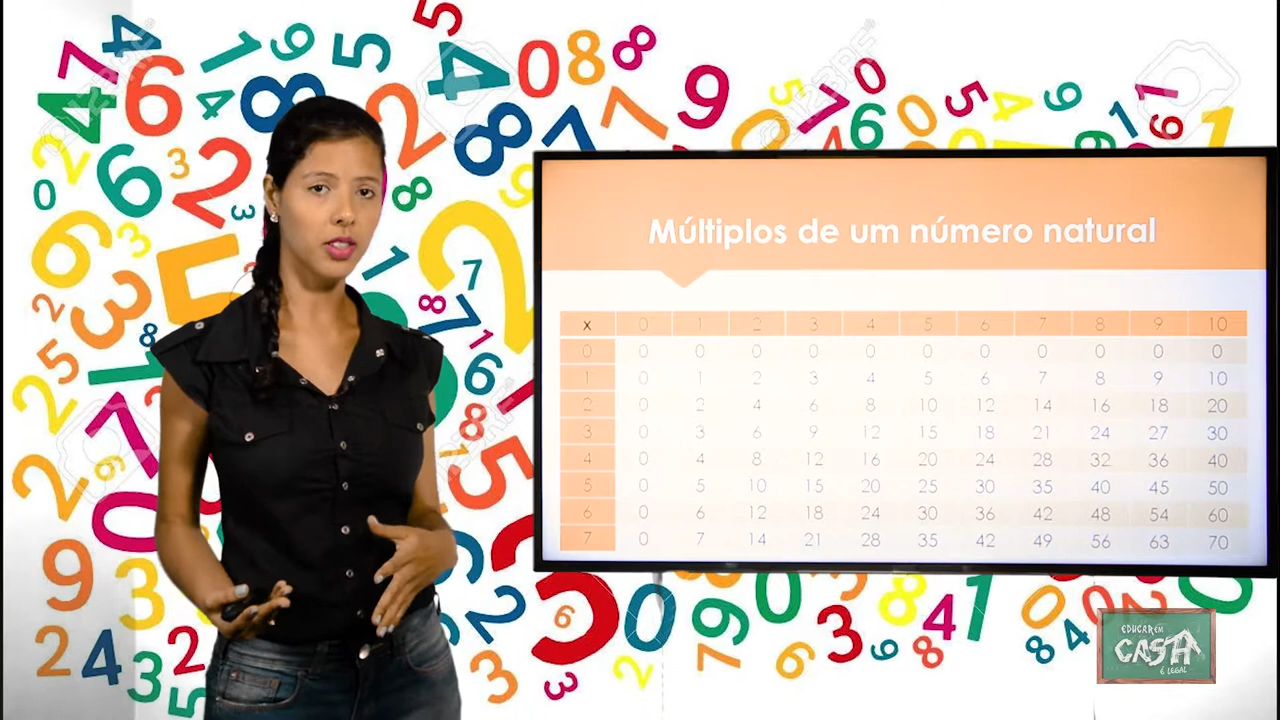 Múltiplos de um número natural
X 0 1 2 3 4 5 6 7 8 9 10
0 0 0 0 0 0 0 0 0 0 0 0
1 0 1 2 3 4 5 6 7 8 9 10
2 0 2 4 6 8 10 12 14 16 18 20
3 0 3 6 9 12 15 18 21 24 27 30
4 0 4 8 12 16 20 24 28 32 36 40
5 0 5 10 15 20 25 30 35 40 45 50
6 0 6 12 18 24 30 36 42 48 54 60
7 0 7 14 21 28 35 42 49 56 63 70
EDUCAR EM
CASA
É LEGAL